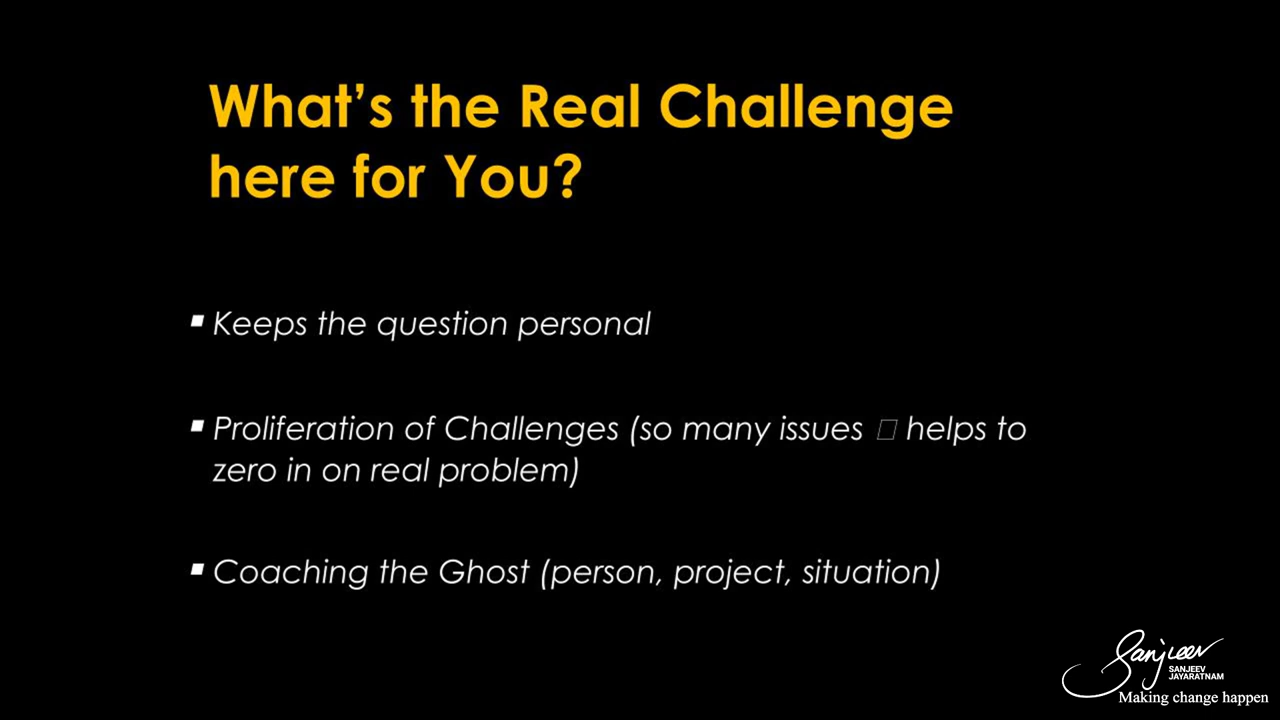 What’s the Real Challenge
here for You?
▪ Keeps the question personal
▪ Proliferation of Challenges (so many issues □ helps to
zero in on real problem)
▪ Coaching the Ghost (person, project, situation)
Sanjeev
SANJEEV
JAYARATNAM
Making change happen